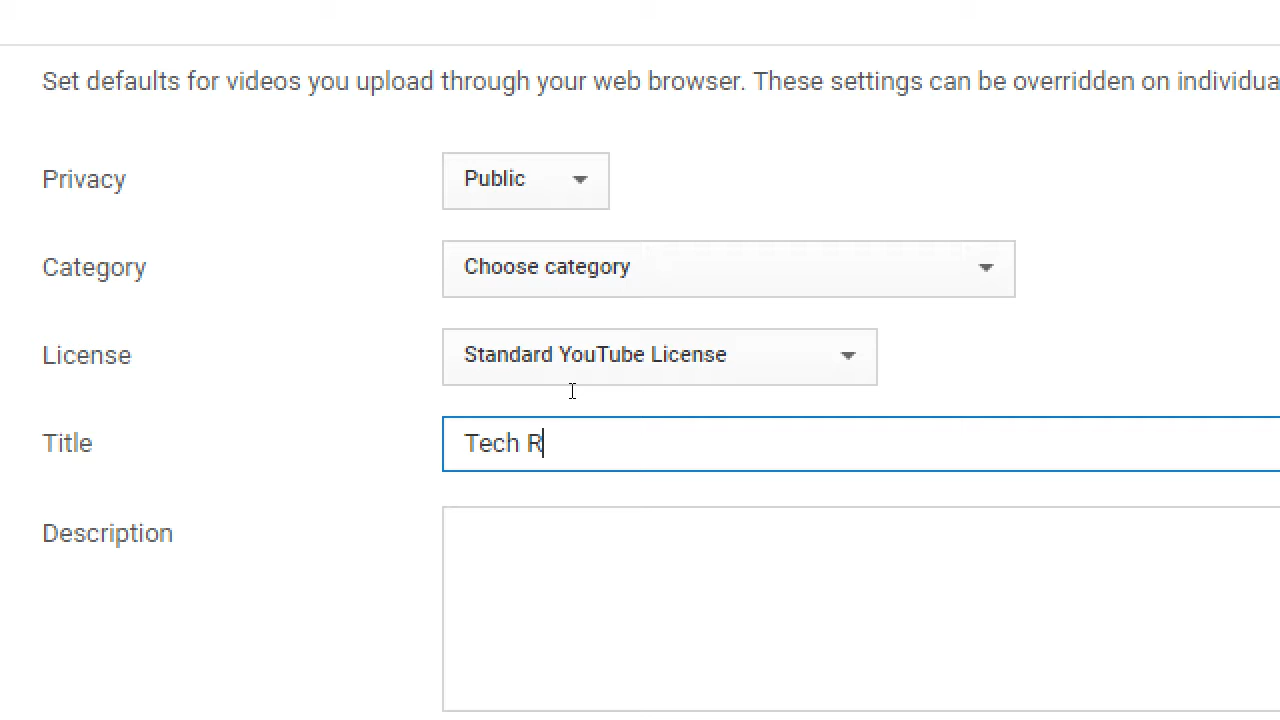 Set defaults for videos you upload through your web browser. These settings can be overridden on individua
Privacy
Public
Category
Choose category
License
Standard YouTube License
Title
Tech R
Description